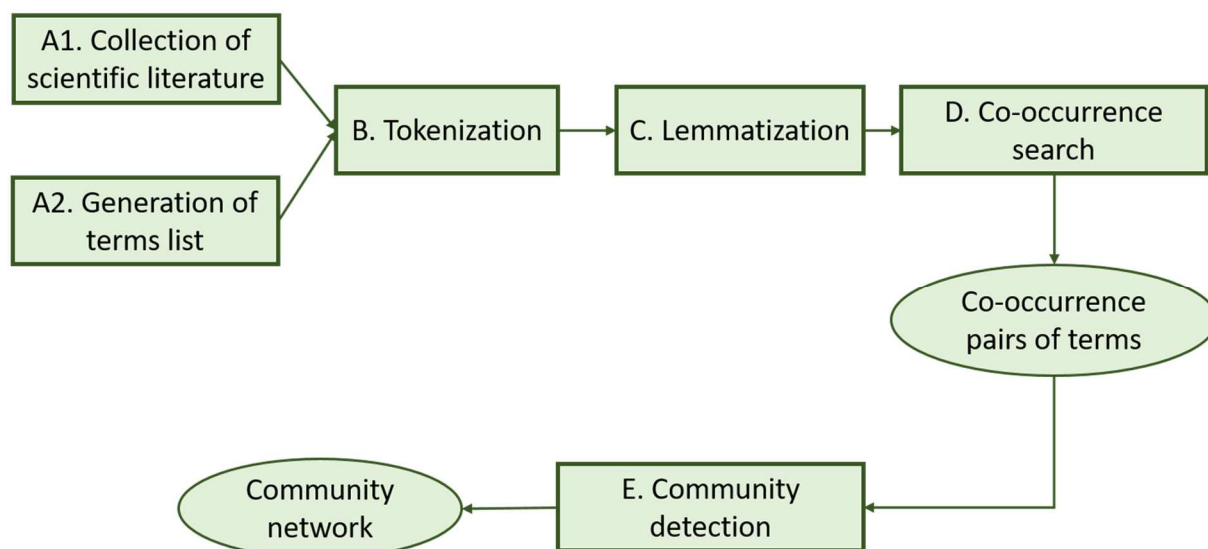 A1. Collection of
scientific literature
A2. Generation of
terms list
B. Tokenization
C. Lemmatization
D. Co-occurrence
search
Co-occurrence
pairs of terms
E. Community
detection
Community
network